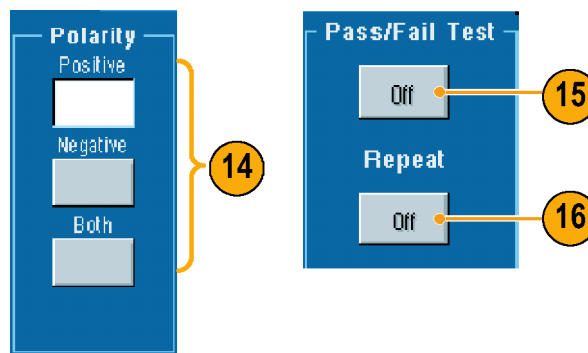 Polarity
Positive
Negative
Both
14
Pass/Fail Test
Off
15
Repeat
Off
16